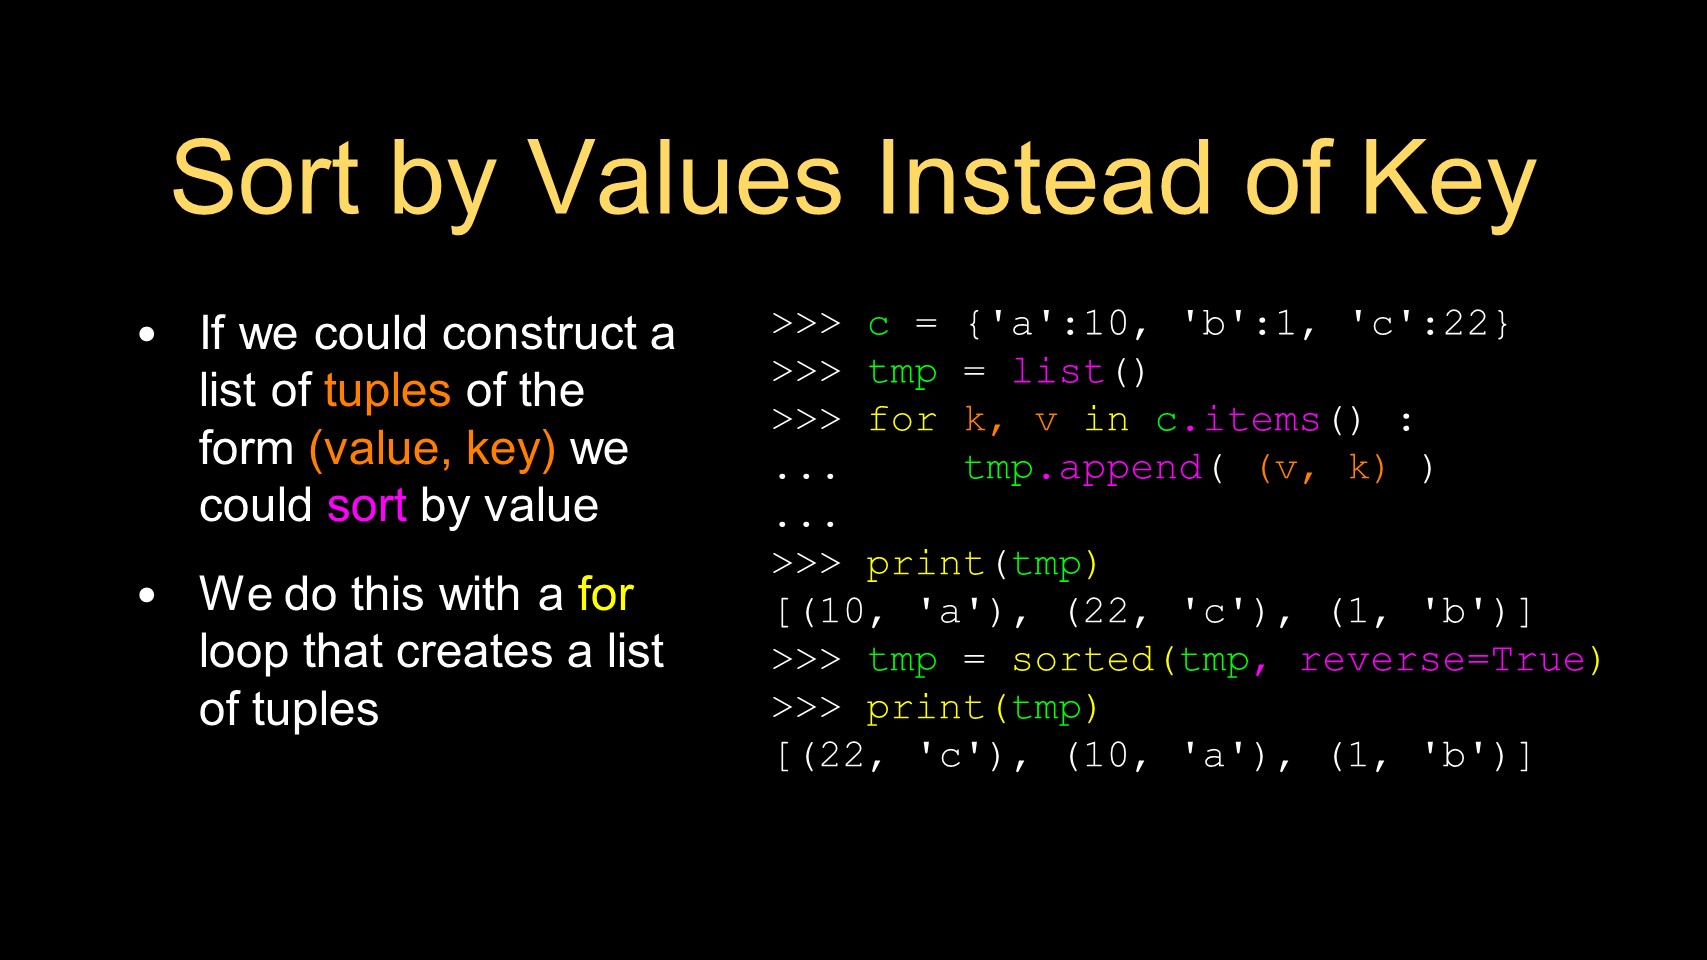 Sort by Values Instead of Key
• If we could construct a
list of tuples of the
form (value, key) we
could sort by value
• We do this with a for
loop that creates a list
of tuples
>>> c = {'a':10, 'b':1, 'c':22}
>>> tmp = list()
>>> for k, v in c.items() :
...     tmp.append( (v, k) )
...
>>> print(tmp)
[(10, 'a'), (22, 'c'), (1, 'b')]
>>> tmp = sorted(tmp, reverse=True)
>>> print(tmp)
[(22, 'c'), (10, 'a'), (1, 'b')]